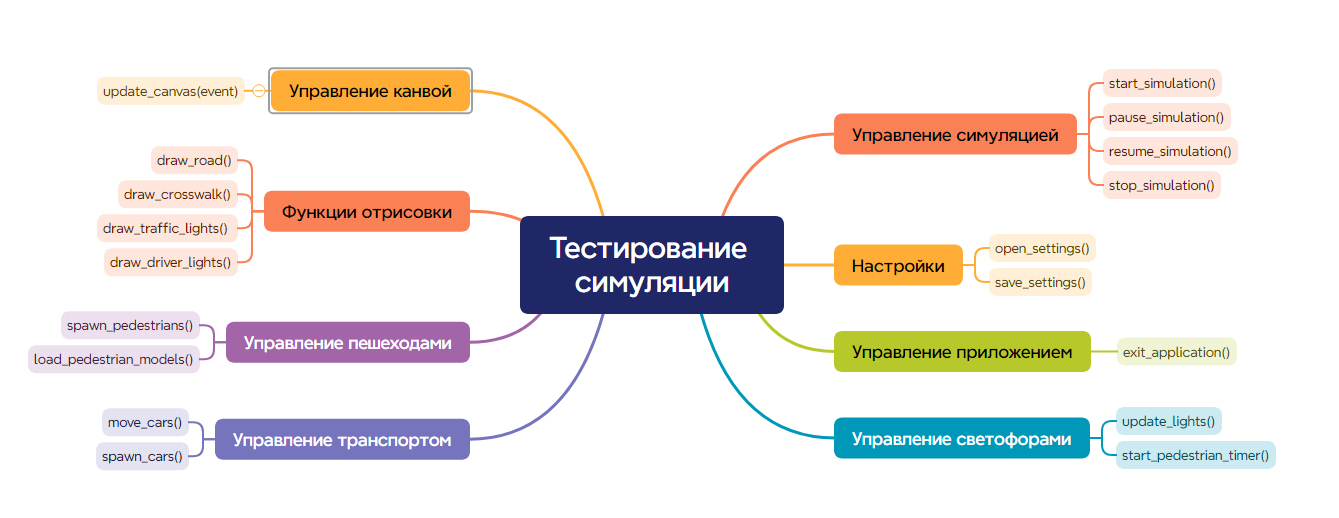 Тестирование
симуляции
Управление канвой
update_canvas(event)
Функции отрисовки
draw_road()
draw_crosswalk()
draw_traffic_lights()
draw_driver_lights()
Управление пешеходами
spawn_pedestrians()
load_pedestrian_models()
Управление транспортом
move_cars()
spawn_cars()
Управление симуляцией
start_simulation()
pause_simulation()
resume_simulation()
stop_simulation()
Настройки
open_settings()
save_settings()
Управление приложением
exit_application()
Управление светофорами
update_lights()
start_pedestrian_timer()